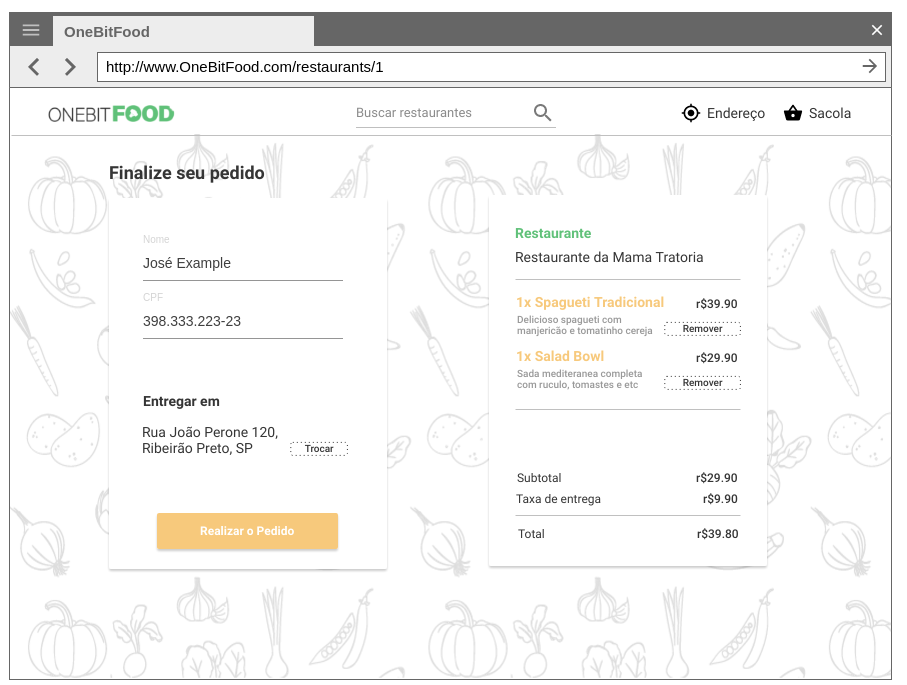 OneBitFood
http://www.OneBitFood.com/restaurants/1
ONEBITFOOD
Buscar restaurantes
Endereço
Sacola
Finalize seu pedido
Nome
José Example
CPF
398.333.223-23
Entregar em
Rua João Perone 120,
Ribeirão Preto, SP
Trocar
Realizar o Pedido
Restaurante
Restaurante da Mama Tratoria
1x Spagueti Tradicional r$39.90
Delicioso spagueti com
manjericão e tomatinho cereja
Remover
1x Salad Bowl r$29.90
Sada mediteranea completa
com ruculo, tomastes e etc
Remover
Subtotal r$29.90
Taxa de entrega r$9.90
Total r$39.80